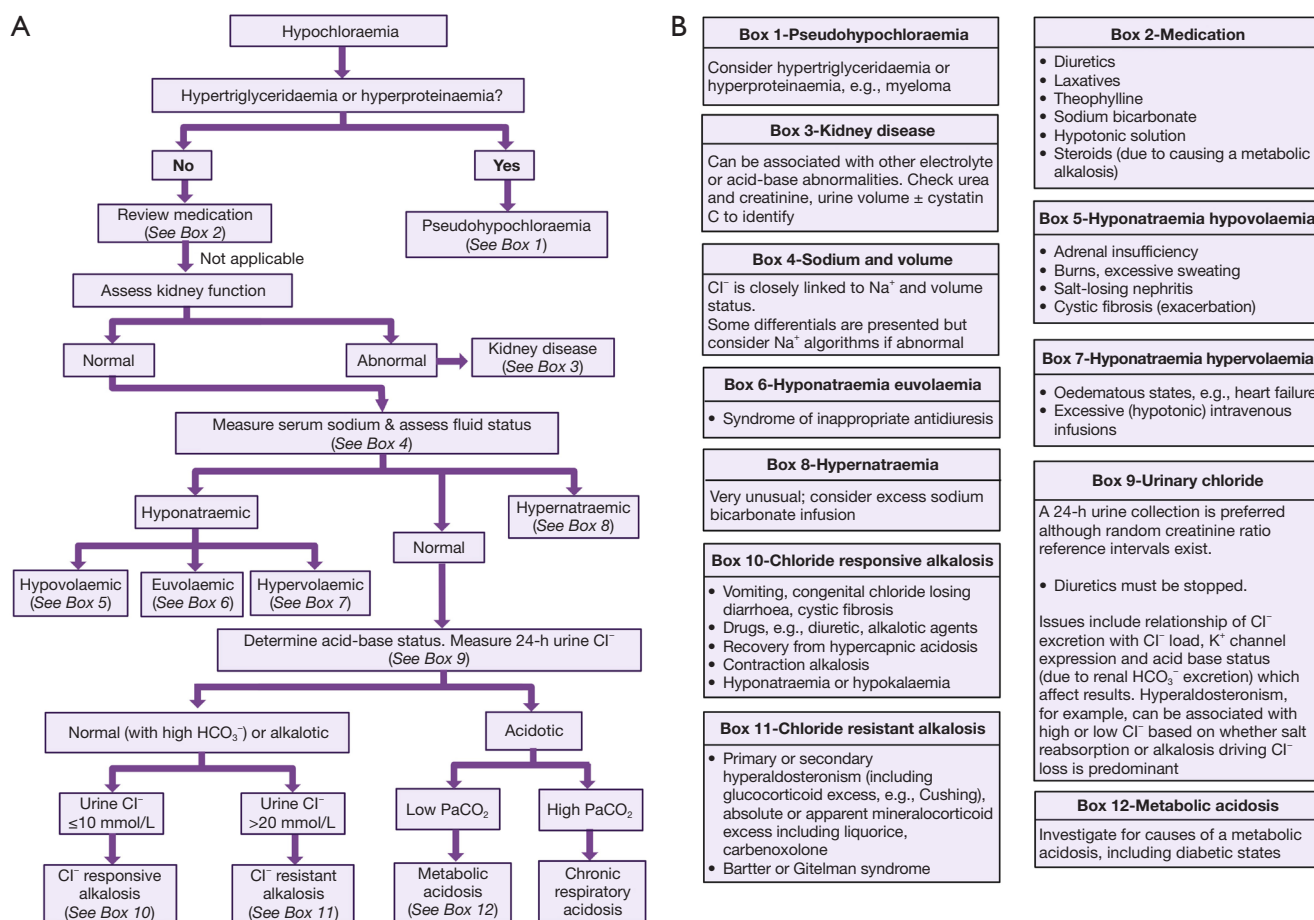 A
Hypochloraemia
Hypertriglyceridaemia or hyperproteinaemia?
No
Yes
Review medication
(See Box 2)
Pseudohypochloraemia
(See Box 1)
Not applicable
Assess kidney function
Normal
Abnormal
Kidney disease
(See Box 3)
Measure serum sodium & assess fluid status
(See Box 4)
Hyponatraemic
Normal
Hypernatraemic
(See Box 8)
Hypovolaemic
(See Box 5)
Euvolaemic
(See Box 6)
Hypervolaemic
(See Box 7)
Determine acid-base status. Measure 24-h urine Cl⁻
(See Box 9)
Normal (with high HCO₃⁻) or alkalotic
Acidotic
Urine Cl⁻
≤10 mmol/L
Urine Cl⁻
>20 mmol/L
Low PaCO₂
High PaCO₂
Cl⁻ responsive
alkalosis
(See Box 10)
Cl⁻ resistant
alkalosis
(See Box 11)
Metabolic
acidosis
(See Box 12)
Chronic
respiratory
acidosis
B
Box 1-Pseudohypochloraemia
Consider hypertriglyceridaemia or
hyperproteinaemia, e.g., myeloma
Box 2-Medication
• Diuretics
• Laxatives
• Theophylline
• Sodium bicarbonate
• Hypotonic solution
• Steroids (due to causing a metabolic
alkalosis)
Box 3-Kidney disease
Can be associated with other electrolyte
or acid-base abnormalities. Check urea
and creatinine, urine volume ± cystatin
C to identify
Box 4-Sodium and volume
Cl⁻ is closely linked to Na⁺ and volume
status.
Some differentials are presented but
consider Na⁺ algorithms if abnormal
Box 5-Hyponatraemia hypovolaemia
• Adrenal insufficiency
• Burns, excessive sweating
• Salt-losing nephritis
• Cystic fibrosis (exacerbation)
Box 6-Hyponatraemia euvolaemia
• Syndrome of inappropriate antidiuresis
Box 7-Hyponatraemia hypervolaemia
• Oedematous states, e.g., heart failure
• Excessive (hypotonic) intravenous
infusions
Box 8-Hypernatraemia
Very unusual; consider excess sodium
bicarbonate infusion
Box 9-Urinary chloride
A 24-h urine collection is preferred
although random creatinine ratio
reference intervals exist.
• Diuretics must be stopped.
Issues include relationship of Cl⁻
excretion with Cl⁻ load, K⁺ channel
expression and acid base status
(due to renal HCO₃⁻ excretion) which
affect results. Hyperaldosteronism,
for example, can be associated with
high or low Cl⁻ based on whether salt
reabsorption or alkalosis driving Cl⁻
loss is predominant
Box 10-Chloride responsive alkalosis
• Vomiting, congenital chloride losing
diarrhoea, cystic fibrosis
• Drugs, e.g., diuretic, alkalotic agents
• Recovery from hypercapnic acidosis
• Contraction alkalosis
• Hyponatraemia or hypokalaemia
Box 11-Chloride resistant alkalosis
• Primary or secondary
hyperaldosteronism (including
glucocorticoid excess, e.g., Cushing),
absolute or apparent mineralocorticoid
excess including liquorice,
carbenoxolone
• Bartter or Gitelman syndrome
Box 12-Metabolic acidosis
Investigate for causes of a metabolic
acidosis, including diabetic states